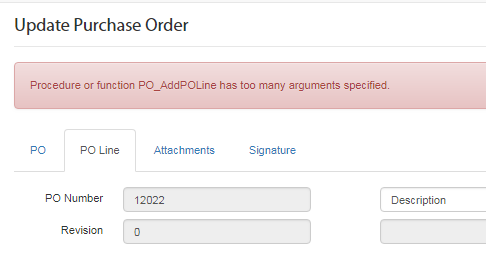 Update Purchase Order
Procedure or function PO_AddPOLine has too many arguments specified.
PO PO Line Attachments Signature
PO Number 12022 Description
Revision 0